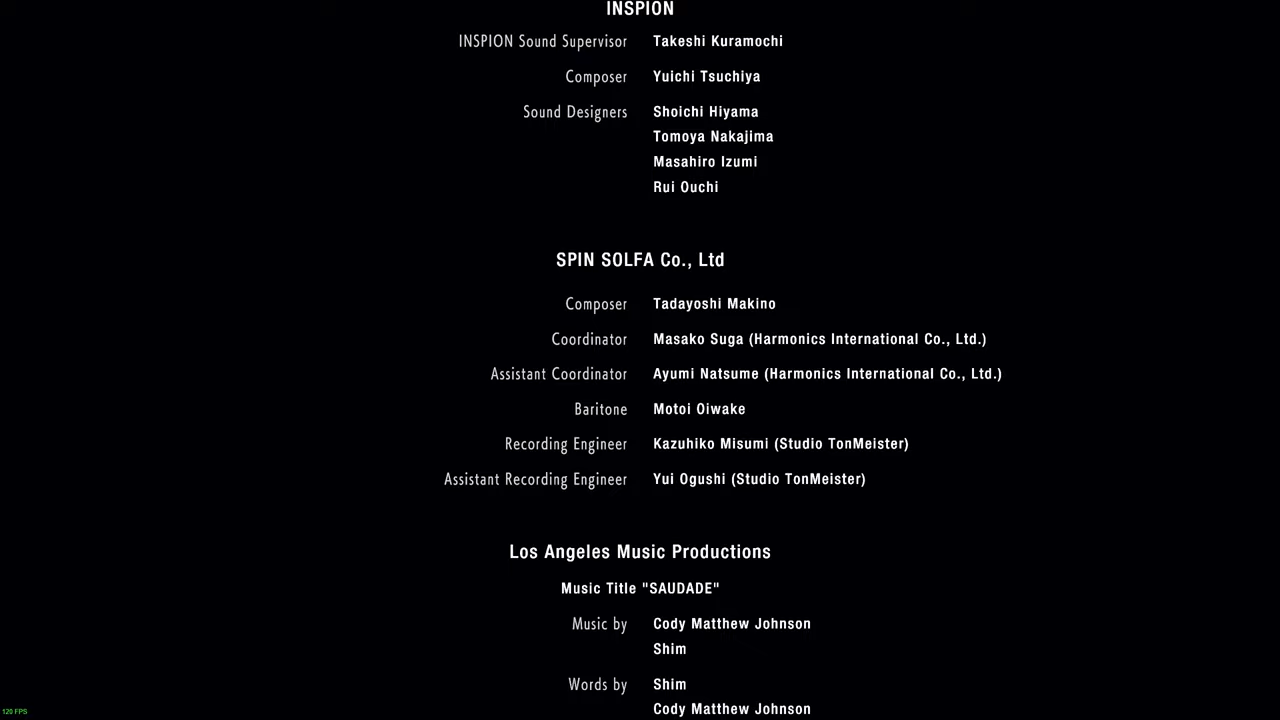 INSPION
INSPION Sound Supervisor Takeshi Kuramochi
Composer Yuichi Tsuchiya
Sound Designers Shoichi Hiyama
Tomoya Nakajima
Masahiro Izumi
Rui Ouchi
SPIN SOLFA Co., Ltd
Composer Tadayoshi Makino
Coordinator Masako Suga (Harmonics International Co., Ltd.)
Assistant Coordinator Ayumi Natsume (Harmonics International Co., Ltd.)
Baritone Motoi Oiwake
Recording Engineer Kazuhiko Misumi (Studio TonMeister)
Assistant Recording Engineer Yui Ogushi (Studio TonMeister)
Los Angeles Music Productions
Music Title "SAUDADE"
Music by Cody Matthew Johnson
Shim
Words by Shim
Cody Matthew Johnson
120 FPS